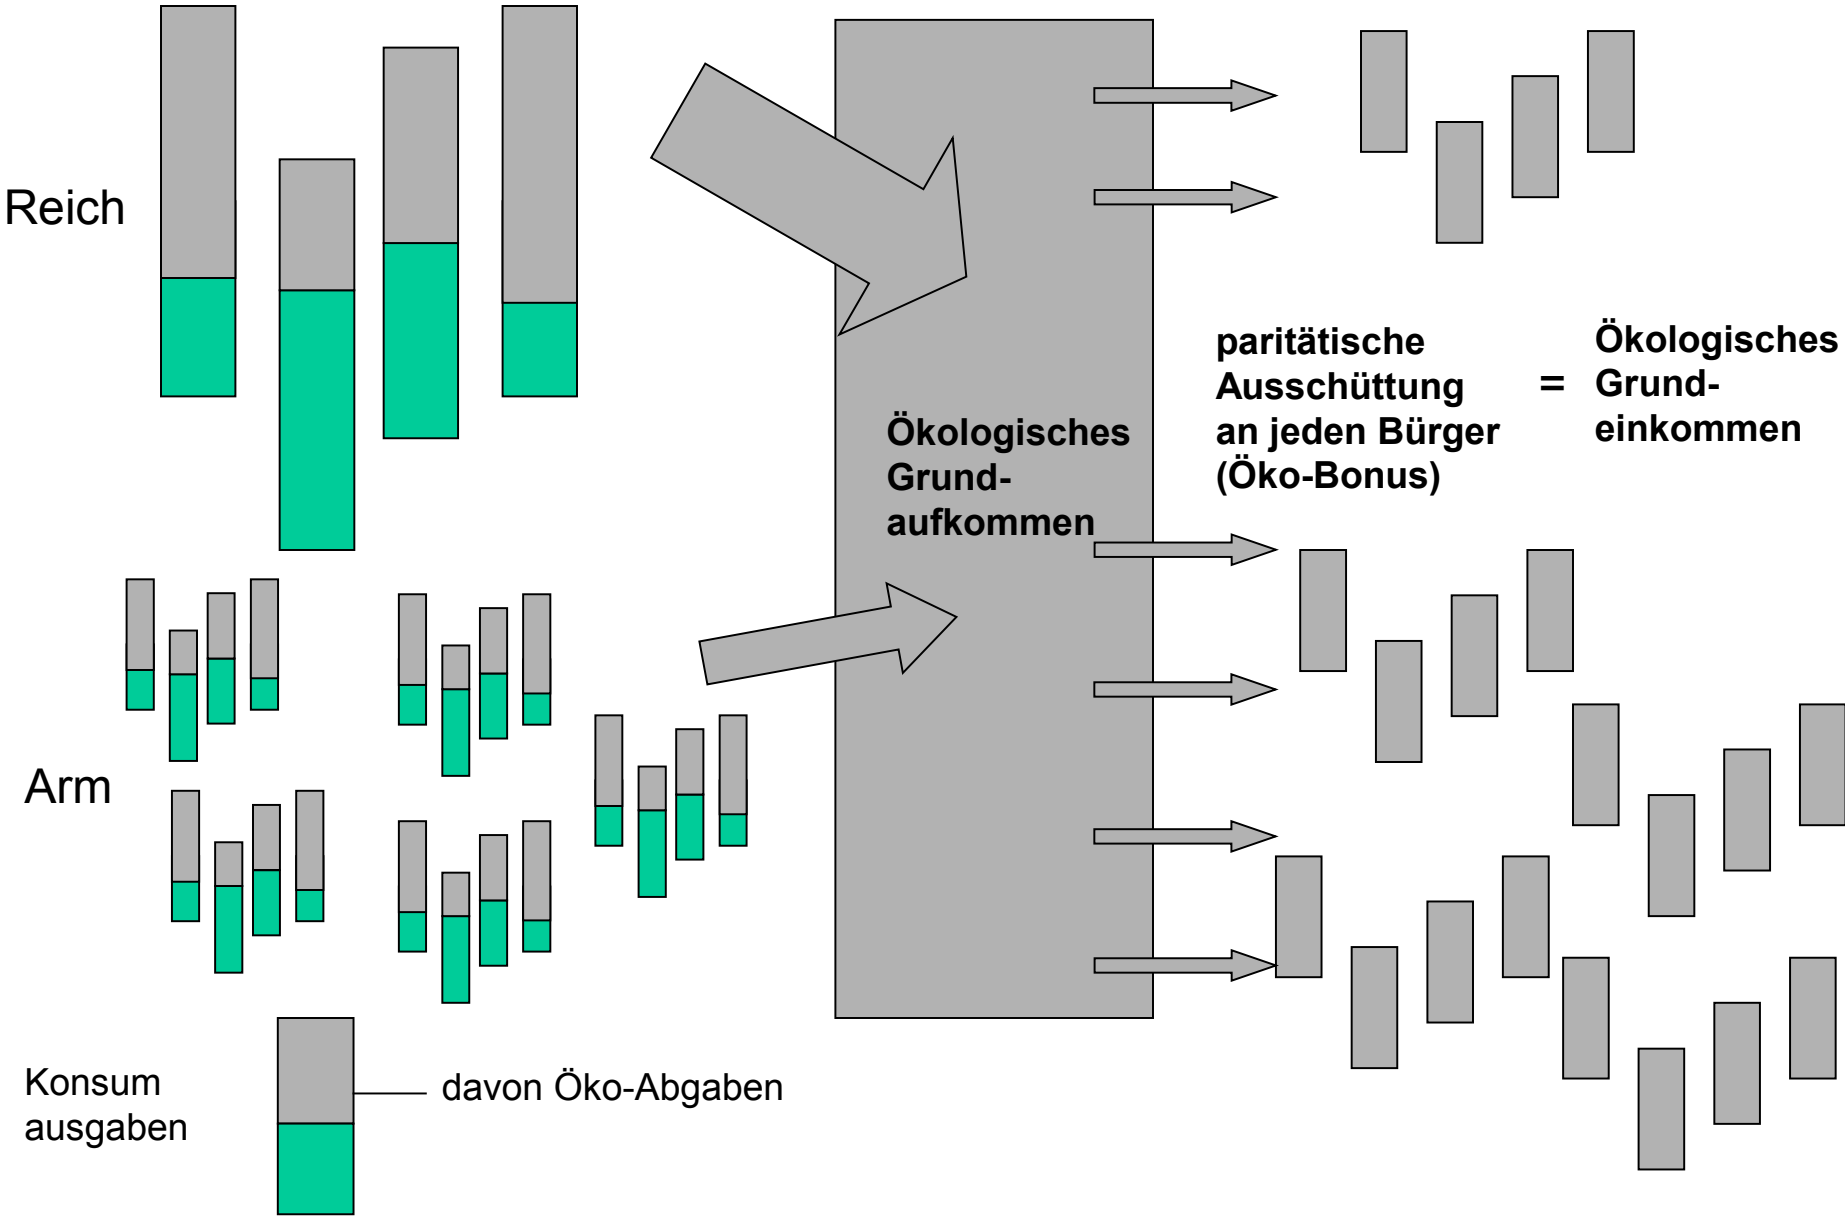 Reich
Ökologisches
Grund-
aufkommen
paritätische
Ausschüttung
an jeden Bürger
(Öko-Bonus)
=
Ökologisches
Grund-
einkommen
Arm
Konsum
ausgaben
davon Öko-Abgaben